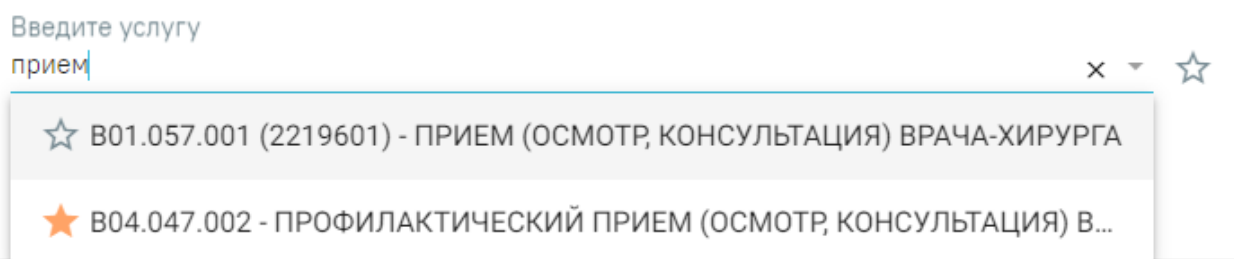 Введите услугу
прием
B01.057.001 (2219601) - ПРИЕМ (ОСМОТР, КОНСУЛЬТАЦИЯ) ВРАЧА-ХИРУРГА
B04.047.002 - ПРОФИЛАКТИЧЕСКИЙ ПРИЕМ (ОСМОТР, КОНСУЛЬТАЦИЯ) В...